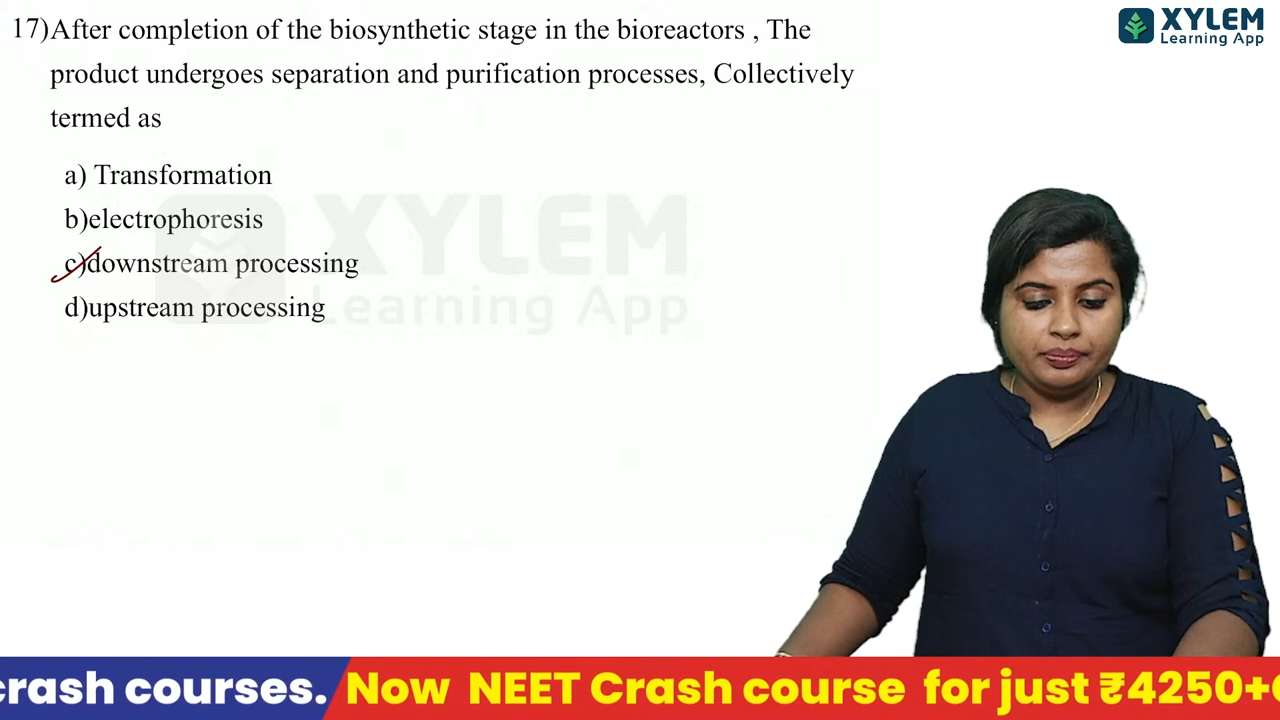 17)After completion of the biosynthetic stage in the bioreactors , The
product undergoes separation and purification processes, Collectively
termed as
a) Transformation
b)electrophoresis
c)downstream processing
d)upstream processing
XYLEM
Learning App
XYLEM
Learning App
crash courses. Now NEET Crash course for just ₹4250+